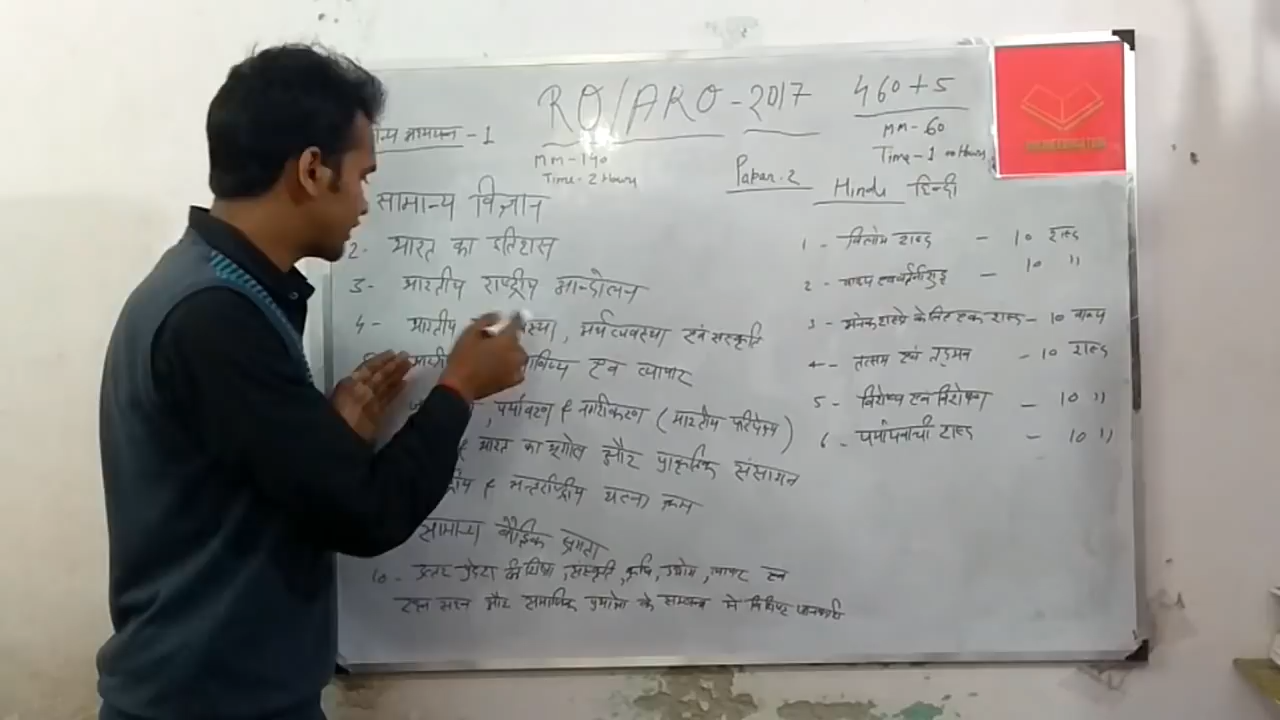 RO/ARO - 2017
460+5
- 1
MM-140
Time - 2 Hours
सामान्य विज्ञान
2- भारत का इतिहास
3- भारतीय राष्ट्रीय आन्दोलन
4- भारतीय , अर्थव्यवस्था एवं संस्कृति
एवं व्यापार
, पर्यावरण & नगरीकरण (भारतीय परिप्रेक्ष्य)
& भारत का भूगोल और प्राकृतिक संसाधन
& अन्तर्राष्ट्रीय घटना क्रम
सामान्य बौद्धिक क्षमता
10- उत्तर प्रदेश की शिक्षा, संस्कृति, कृषि, उद्योग, व्यापार एवं
रहन सहन और सामाजिक प्रथाओं के सम्बन्ध में विशिष्ट जानकारी
MM-60
Time-1 Hours
Papar.2
Hindi हिन्दी
1- विलोम शब्द - 10 शब्द
2- वाक्य एवं वर्तनी शुद्ध - 10 "
3- अनेक शब्दों के लिए एक शब्द - 10 वाक्य
4- तत्सम एवं तद्भव - 10 शब्द
5- विशेष्य एवं विशेषण - 10 "
6- पर्यायवाची शब्द - 10 "